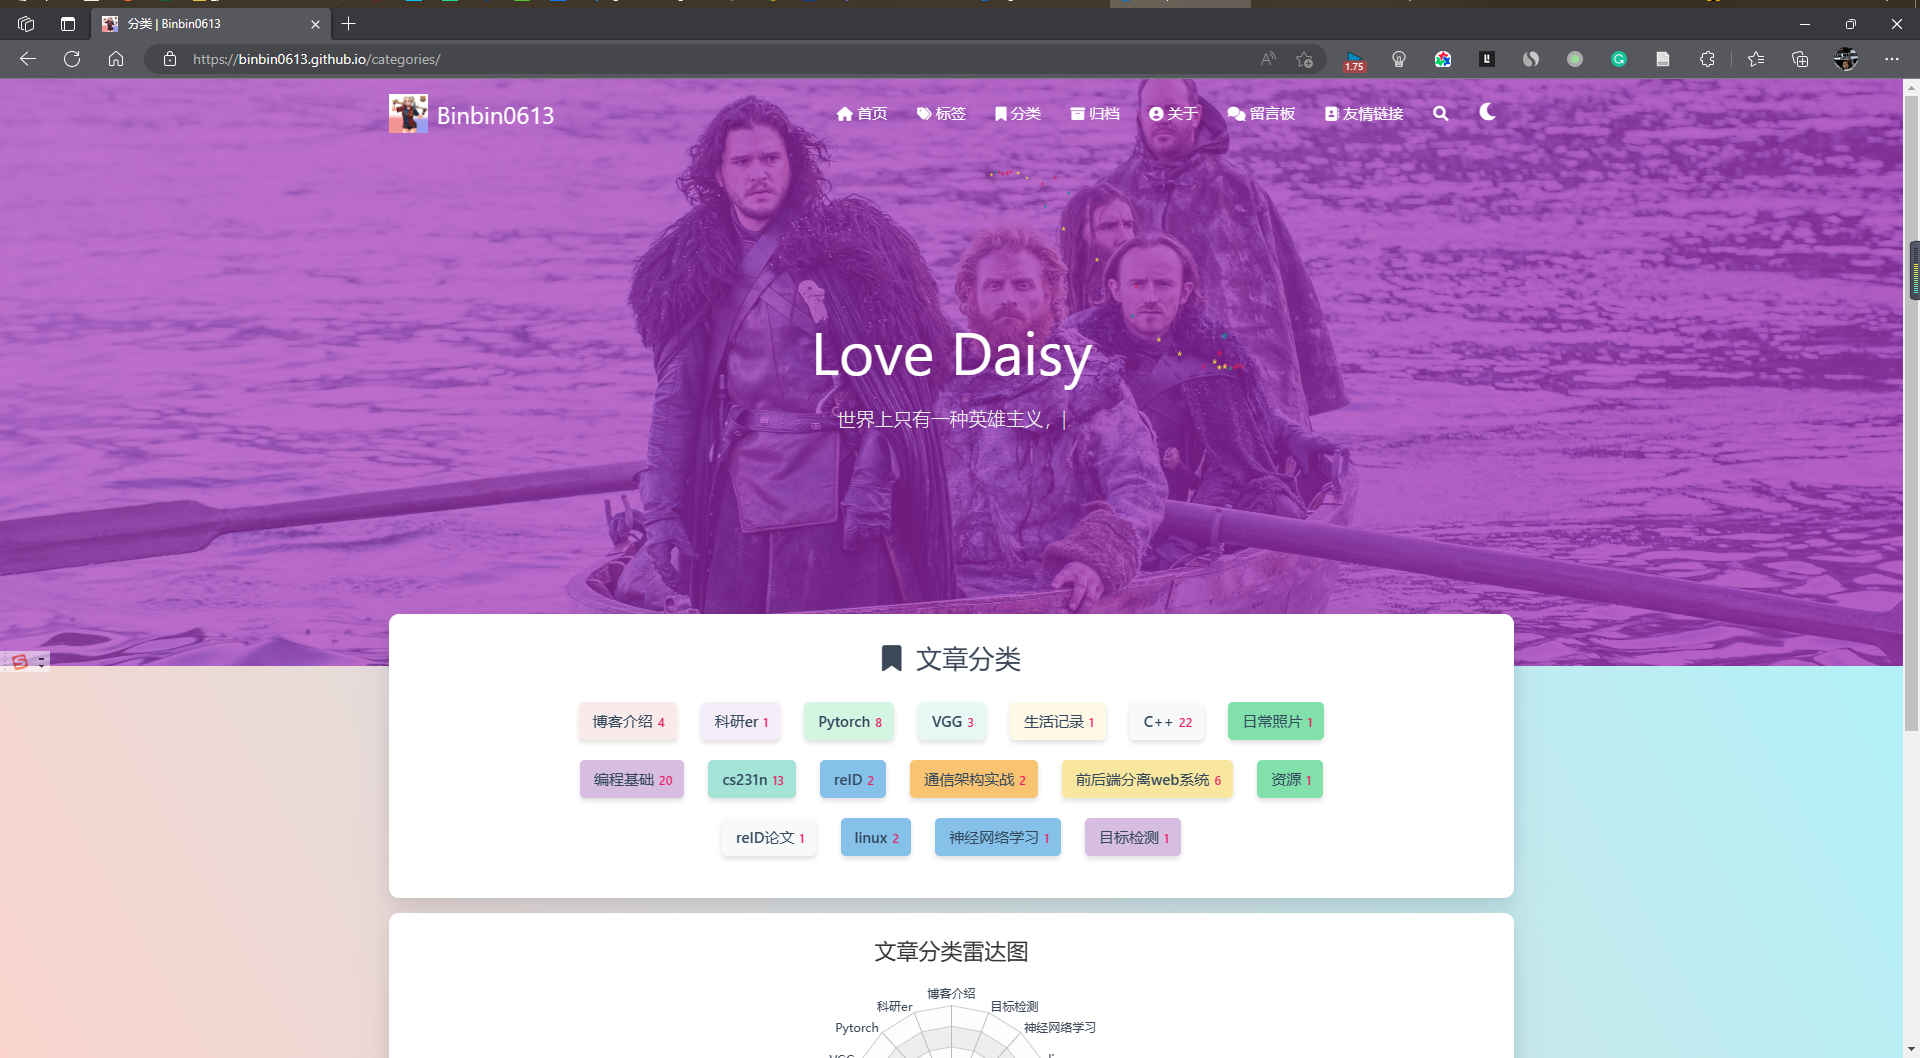 分类 | Binbin0613
https://binbin0613.github.io/categories/
1.75
Binbin0613
首页 标签 分类 归档 关于 留言板 友情链接
Love Daisy
世界上只有一种英雄主义，|
文章分类
博客介绍 4 科研er 1 Pytorch 8 VGG 3 生活记录 1 C++ 22 日常照片 1
编程基础 20 cs231n 13 reID 2 通信架构实战 2 前后端分离web系统 6 资源 1
reID论文 1 linux 2 神经网络学习 1 目标检测 1
文章分类雷达图
博客介绍
科研er 目标检测
Pytorch 神经网络学习